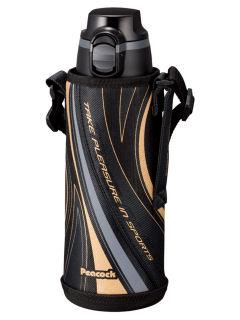 TAKE PLEASURE IN SPORTS
Peacock